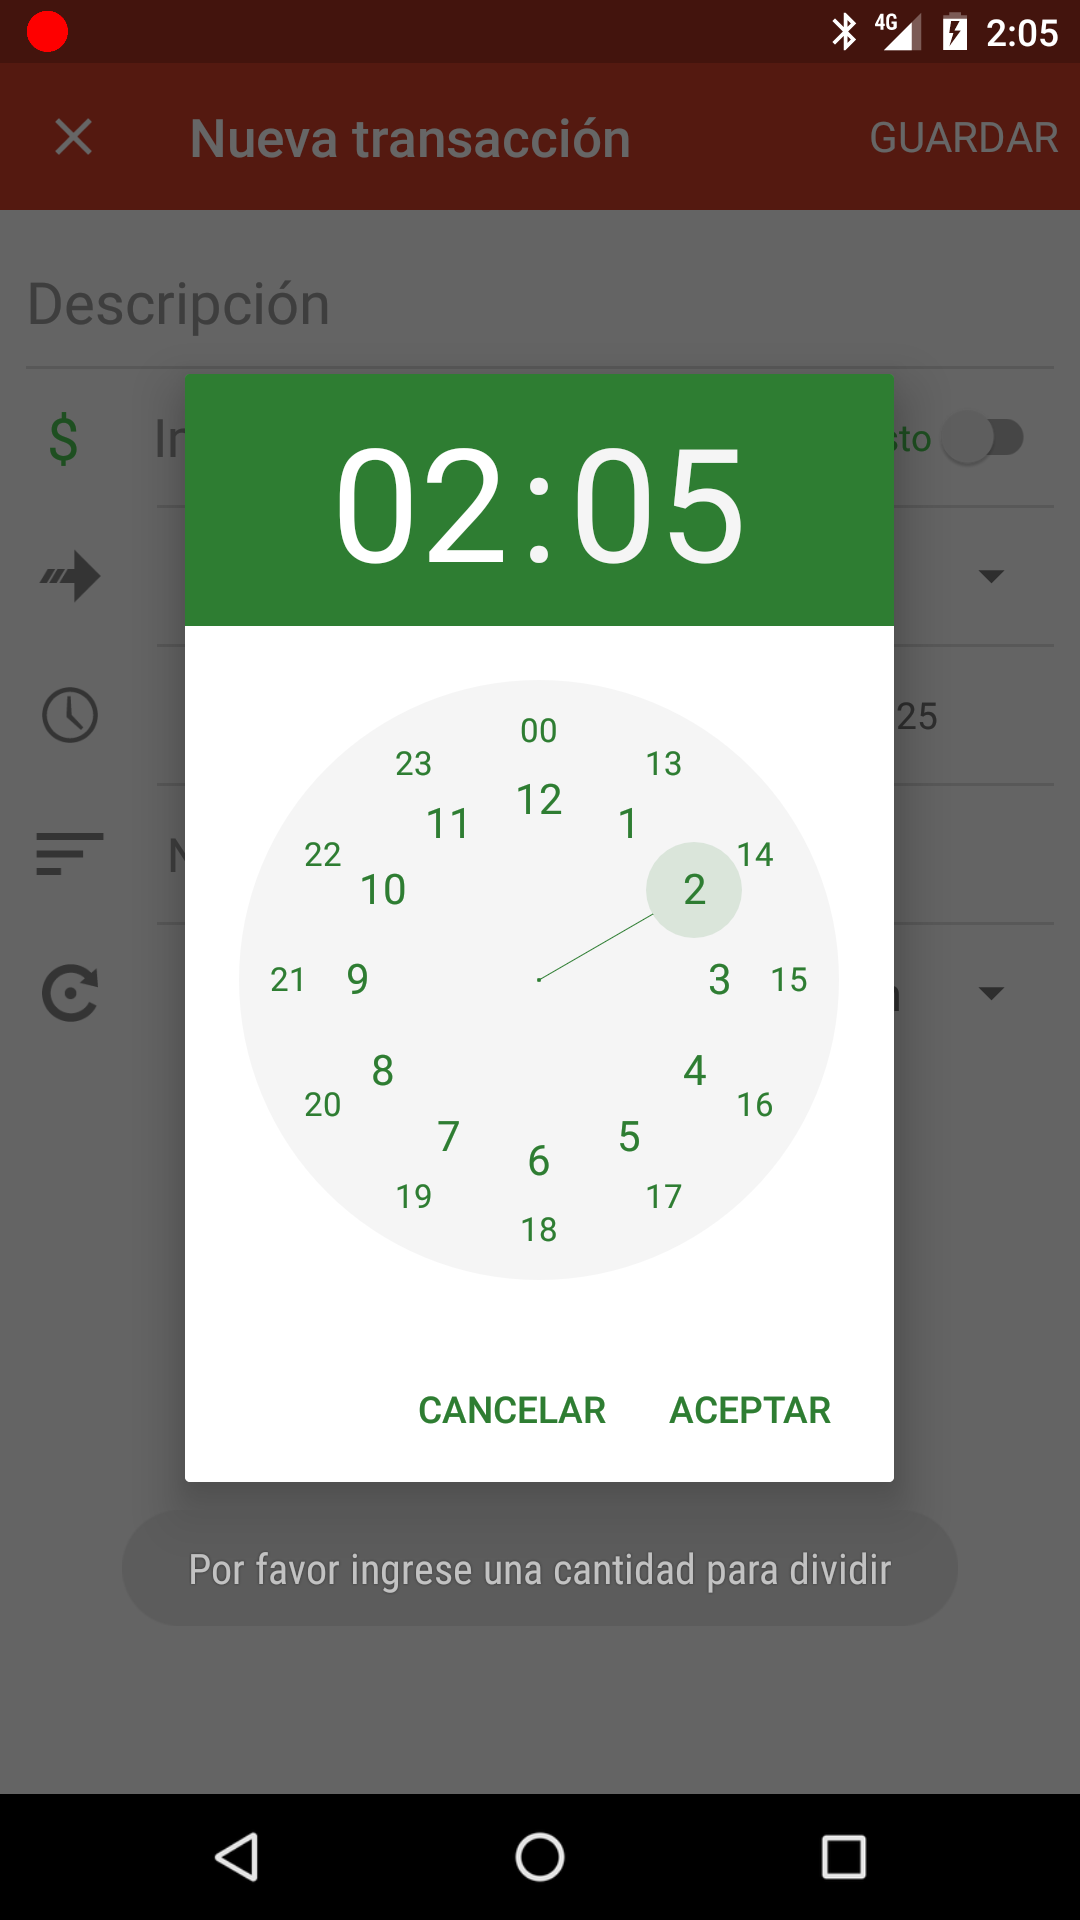 4G 2:05
Nueva transacción GUARDAR
Descripción
02:05
$
25
00
23 13
12
11 1
22 14
10 2
21 9 3 15
8 4
20 16
7 5
6
19 17
18
CANCELAR ACEPTAR
Por favor ingrese una cantidad para dividir